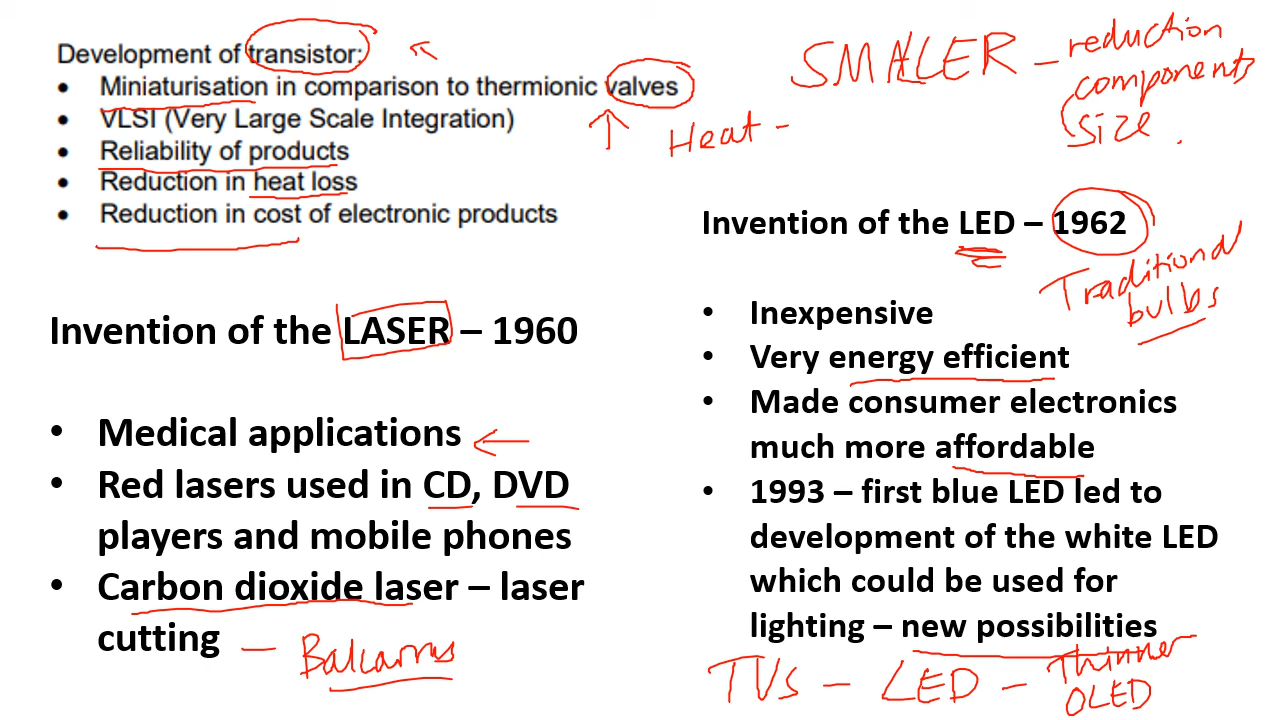 Development of transistor:
• Miniaturisation in comparison to thermionic valves
• VLSI (Very Large Scale Integration)
• Reliability of products
• Reduction in heat loss
• Reduction in cost of electronic products
Heat -
SMALLER - reduction
components
size.
Invention of the LASER – 1960
• Medical applications
• Red lasers used in CD, DVD
players and mobile phones
• Carbon dioxide laser – laser
cutting –
Invention of the LED – 1962
Traditional
bulbs
• Inexpensive
• Very energy efficient
• Made consumer electronics
much more affordable
• 1993 – first blue LED led to
development of the white LED
which could be used for
lighting – new possibilities
TVs – LED – Thinner
OLED